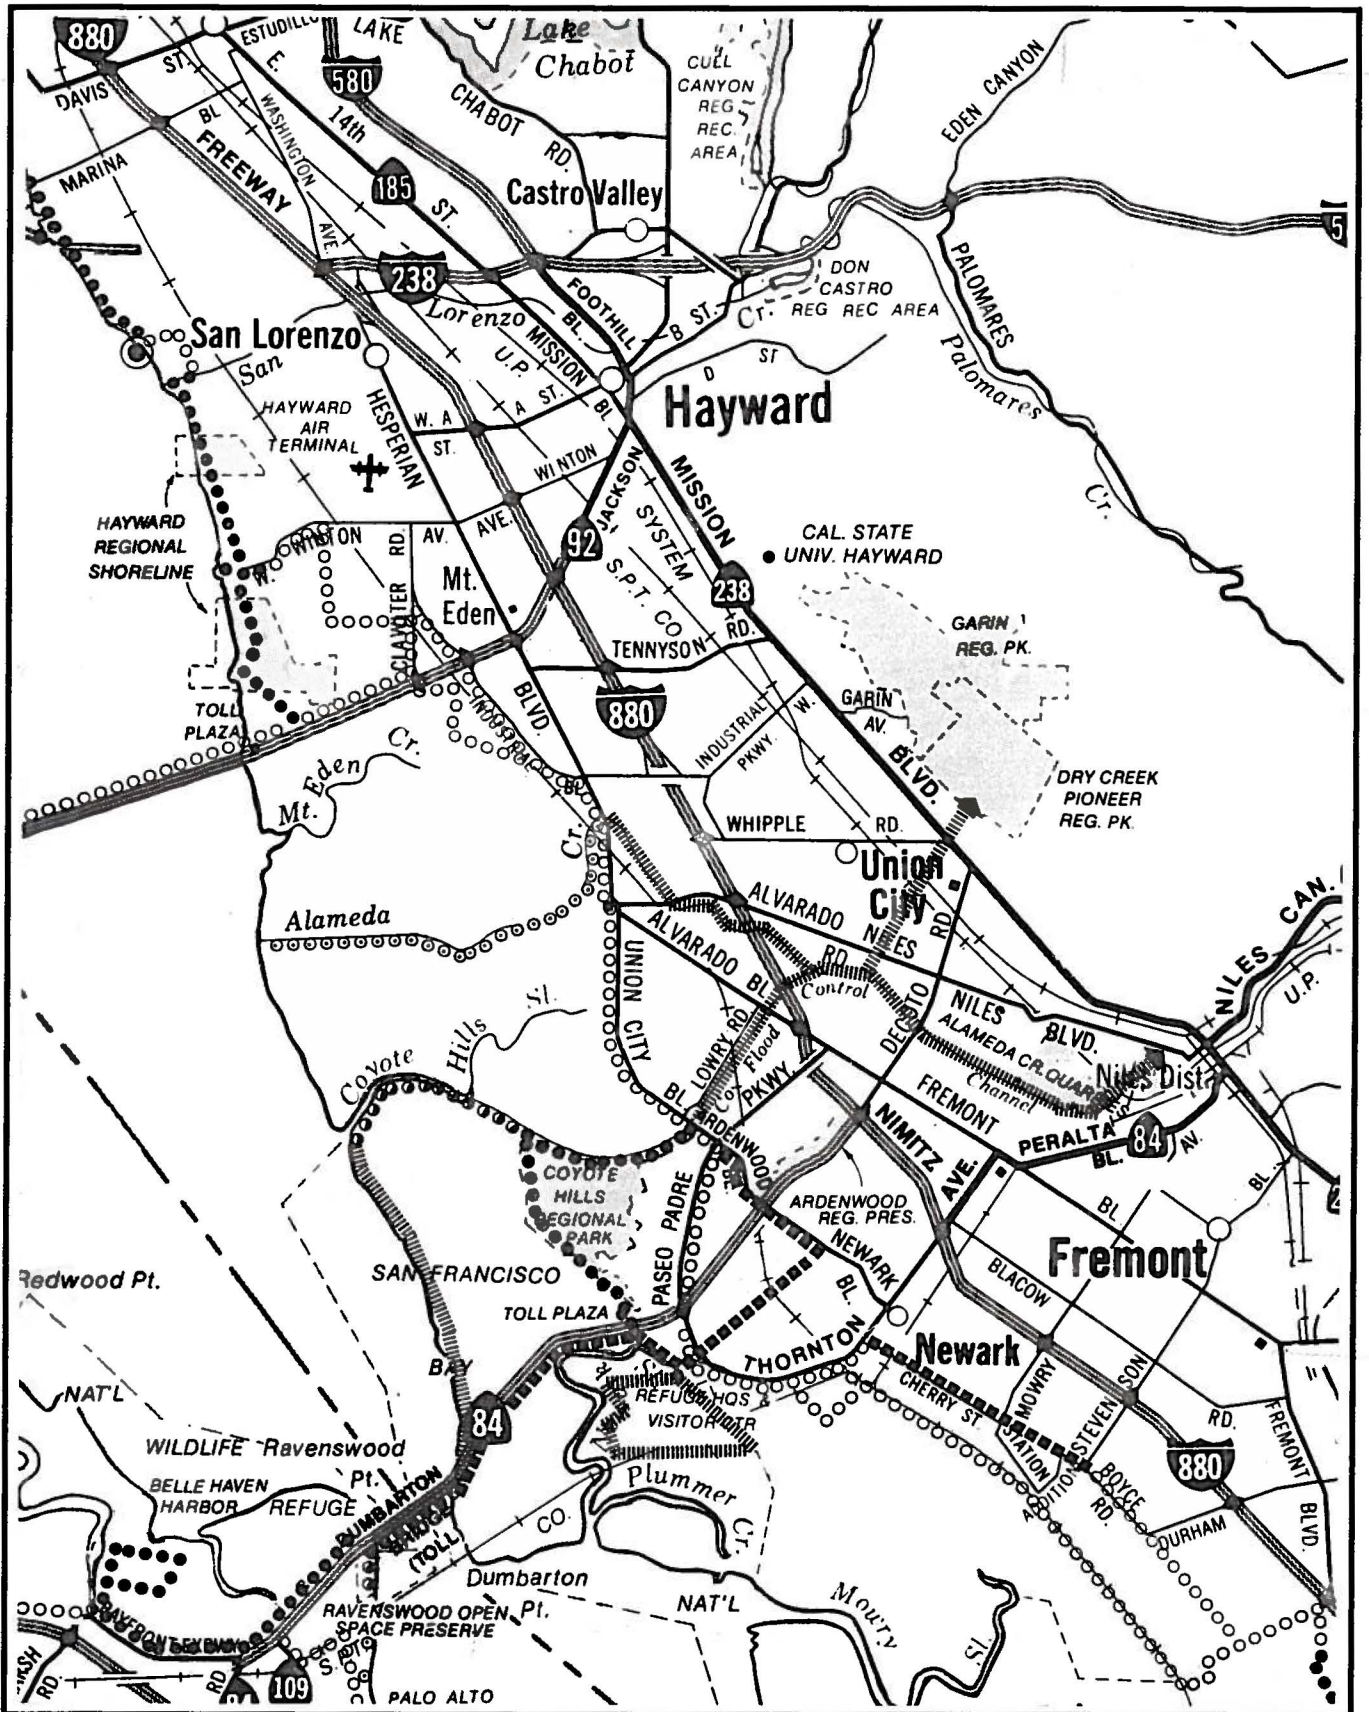 880
ESTUDILLO
LAKE
Lake
Chabot
ST.
DAVIS
E.
580
CHABOT
RD.
CULL
CANYON
REG
REC.
AREA
EDEN CANYON
BL
MARINA
WASHINGTON
AVE.
FREEWAY
14th
185
ST.
Castro Valley
5
238
FOOTHILL
BL.
DON
CASTRO
REG REC AREA
PALOMARES
Palomares
Cr.
San Lorenzo
San
Lorenzo
Cr.
MISSION
BL
U.P.
B ST.
D
ST
Hayward
HAYWARD
AIR
TERMINAL
HESPERIAN
W. A
ST.
A ST.
WINTON
AVE.
JACKSON
SYSTEM
MISSION
HAYWARD
REGIONAL
SHORELINE
W.
WINTON
RD.
AV.
92
S.P.T. CO.
CAL. STATE
UNIV. HAYWARD
238
Mt.
Eden
CLAWITER
TENNYSON
RD.
GARIN
REG. PK.
TOLL
PLAZA
INDUSTRIAL
BLVD.
BL
880
INDUSTRIAL
PKWY.
W.
GARIN
AV.
BLVD.
DRY CREEK
PIONEER
REG. PK.
Mt.
Eden
Cr.
WHIPPLE
RD.
Union
City
Alameda
Cr.
ALVARADO
NILES
RD
ALVARADO
BL.
UNION
CITY
BL.
Control
DECOTO
RD
NILES
BLVD.
NILES
CAN.
U.P.
Coyote
Hills
Sl.
LOWRY RD
Flood
PKWY.
ALAMEDA CR. QUAR
Niles Dist.
Channel
FREMONT
BL.
PERALTA
BL.
84
AV.
BL.
ARDENWOOD
NIMITZ
AVE.
COYOTE
HILLS
REGIONAL
PARK
PASEO PADRE
ARDENWOOD
REG. PRES.
NEWARK
BL.
Fremont
BLACOW
RD.
Redwood Pt.
SAN FRANCISCO
BAY
TOLL PLAZA
THORNTON
Newark
CHERRY ST
MOWRY
STEVENSON
STATION
NAT'L
WILDLIFE
REFUGE
REFUGE HQS
VISITOR CTR
84
Ravenswood
Pt.
BELLE HAVEN
HARBOR
Plummer
Cr.
BOYCE
RD.
880
FREMONT
BLVD.
DURHAM
DUMBARTON
BRIDGE
(TOLL)
CO.
Dumbarton
Pt.
NAT'L
Mowry
Sl.
RAVENSWOOD OPEN
SPACE PRESERVE
BAYFRONT EXPWY
RD.
RD
84
109
PALO ALTO